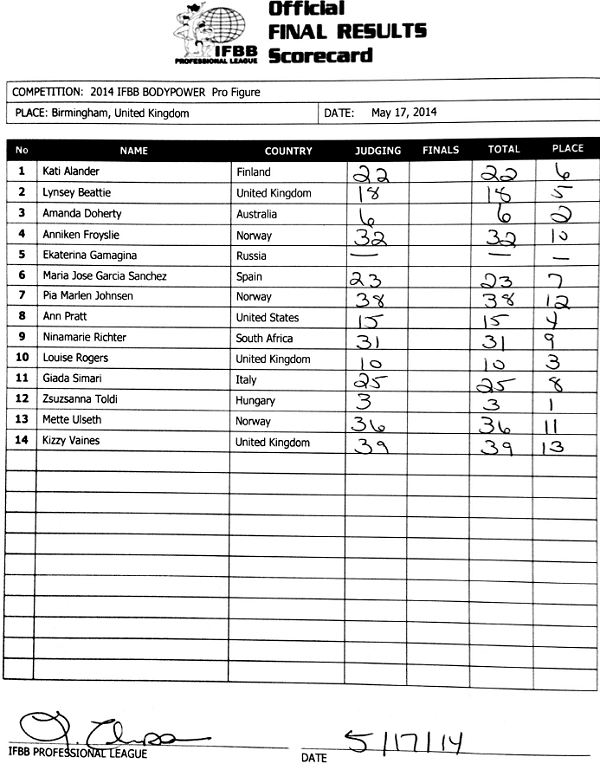 Official
FINAL RESULTS
Scorecard
IFBB
PROFESSIONAL LEAGUE
COMPETITION: 2014 IFBB BODYPOWER Pro Figure
PLACE: Birmingham, United Kingdom DATE: May 17, 2014
No NAME COUNTRY JUDGING FINALS TOTAL PLACE
1 Kati Alander Finland 22 22 6
2 Lynsey Beattie United Kingdom 18 18 5
3 Amanda Doherty Australia 6 6 2
4 Anniken Froyslie Norway 32 32 10
5 Ekaterina Gamagina Russia — — —
6 Maria Jose Garcia Sanchez Spain 23 23 7
7 Pia Marlen Johnsen Norway 38 38 12
8 Ann Pratt United States 15 15 4
9 Ninamarie Richter South Africa 31 31 9
10 Louise Rogers United Kingdom 10 10 3
11 Giada Simari Italy 25 25 8
12 Zsuzsanna Toldi Hungary 3 3 1
13 Mette Ulseth Norway 36 36 11
14 Kizzy Vaines United Kingdom 39 39 13
5/17/14
IFBB PROFESSIONAL LEAGUE DATE